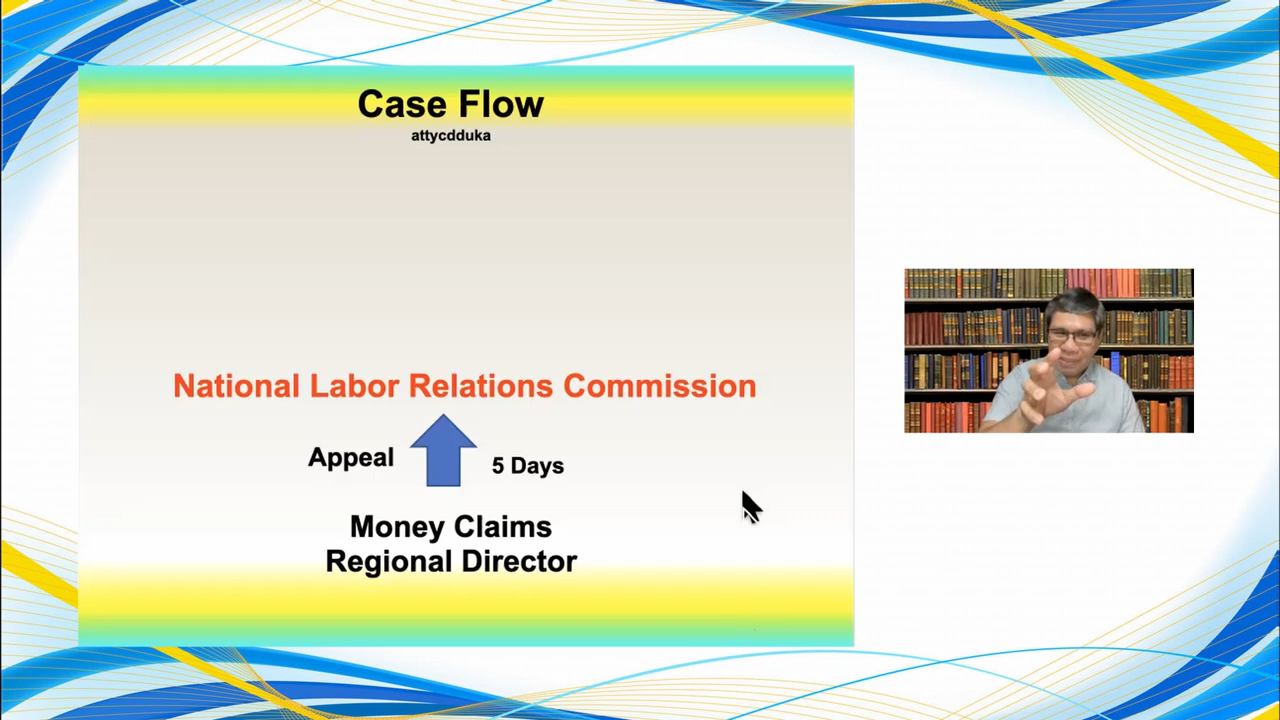 Case Flow
attycdduka
National Labor Relations Commission
Appeal
5 Days
Money Claims
Regional Director